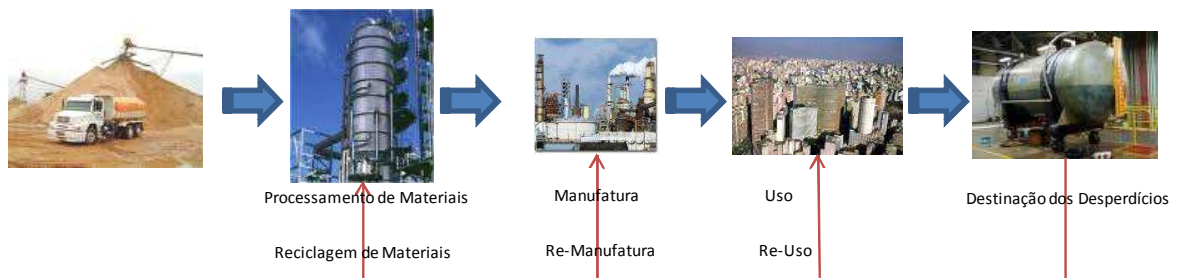 Processamento de Materiais
Manufatura
Uso
Destinação dos Desperdícios
Reciclagem de Materiais
Re-Manufatura
Re-Uso